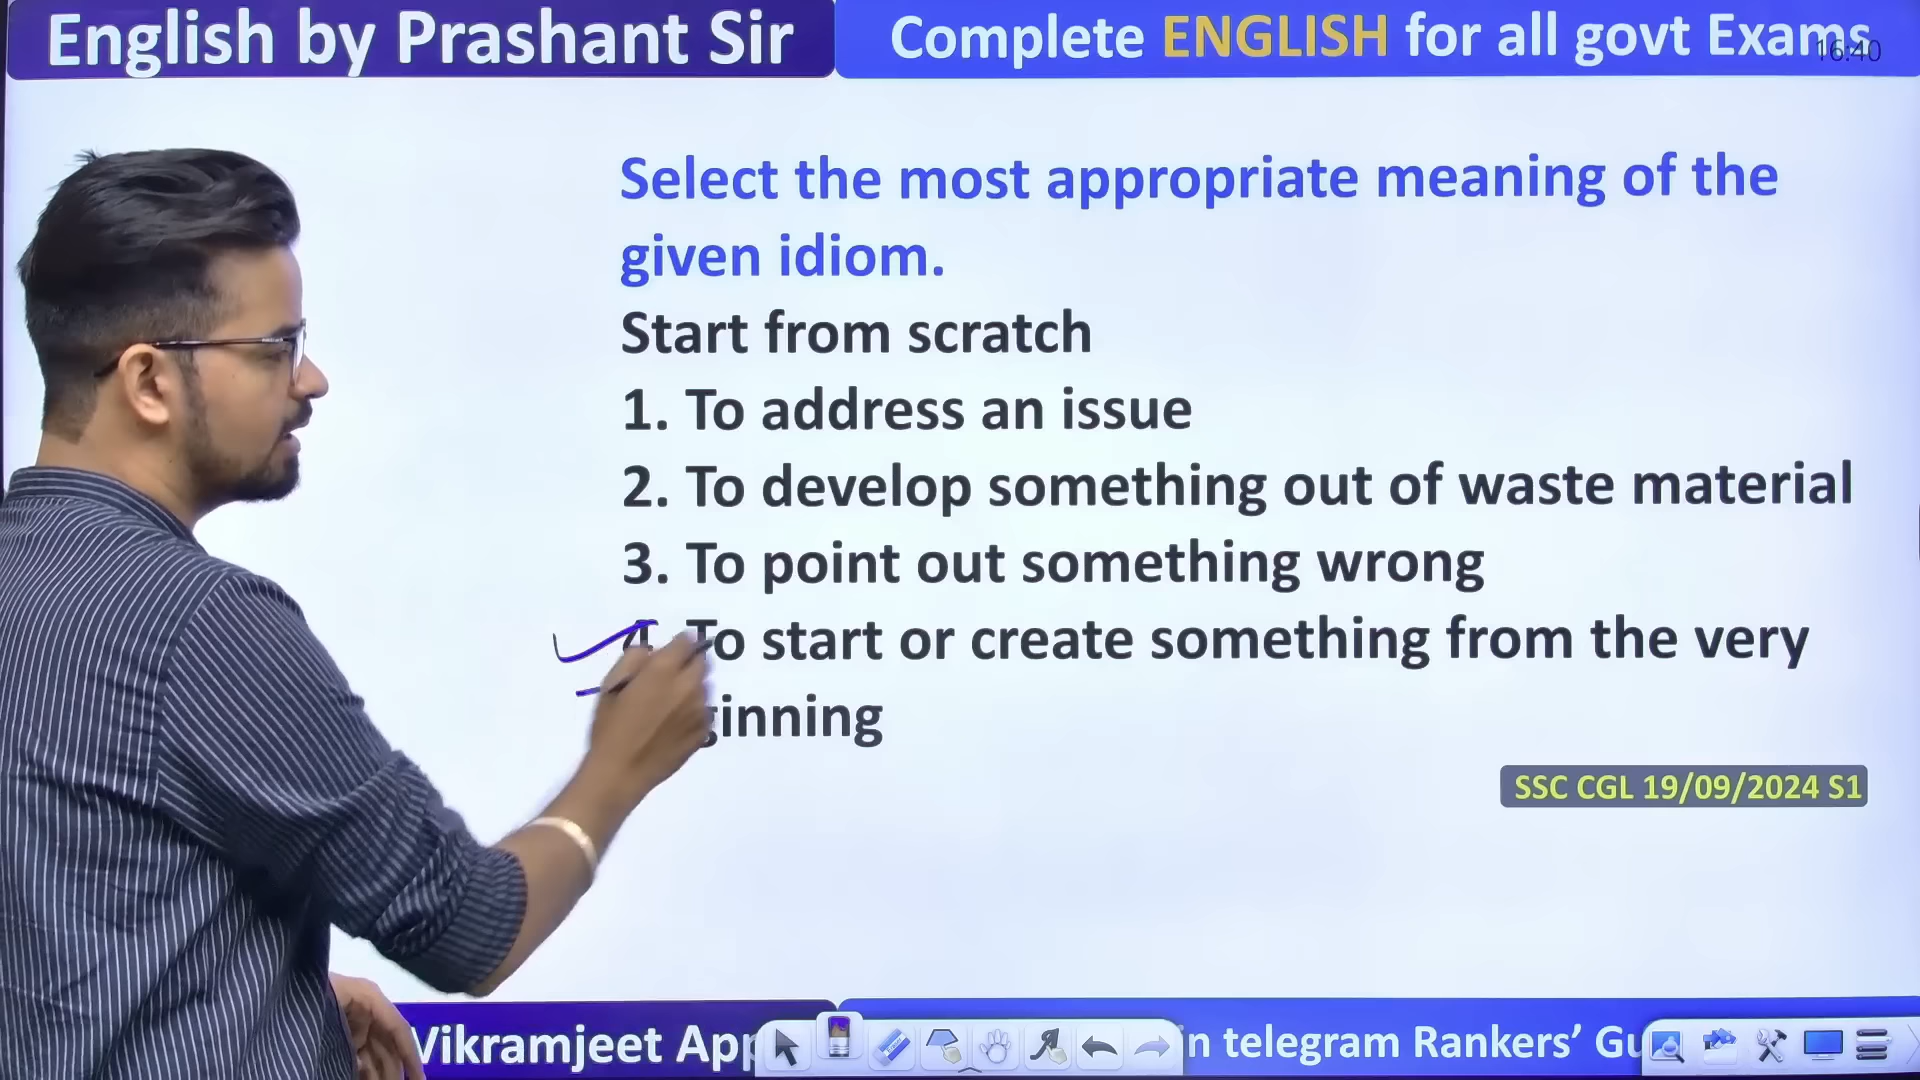 English by Prashant Sir
Complete ENGLISH for all govt Exams
16:40
Select the most appropriate meaning of the
given idiom.
Start from scratch
1. To address an issue
2. To develop something out of waste material
3. To point out something wrong
4. To start or create something from the very
ginning
SSC CGL 19/09/2024 S1
Vikramjeet App
in telegram Rankers’ Gu